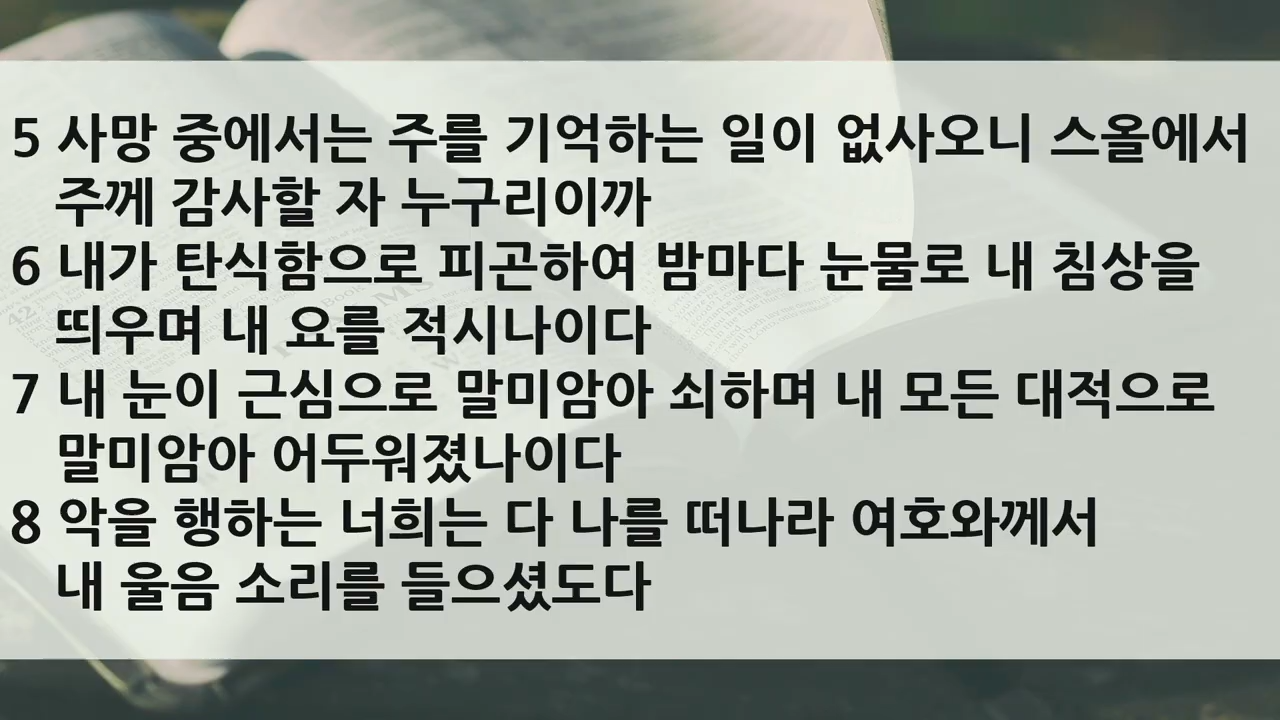 5 사망 중에서는 주를 기억하는 일이 없사오니 스올에서
주께 감사할 자 누구리이까
6 내가 탄식함으로 피곤하여 밤마다 눈물로 내 침상을
띄우며 내 요를 적시나이다
7 내 눈이 근심으로 말미암아 쇠하며 내 모든 대적으로
말미암아 어두워졌나이다
8 악을 행하는 너희는 다 나를 떠나라 여호와께서
내 울음 소리를 들으셨도다